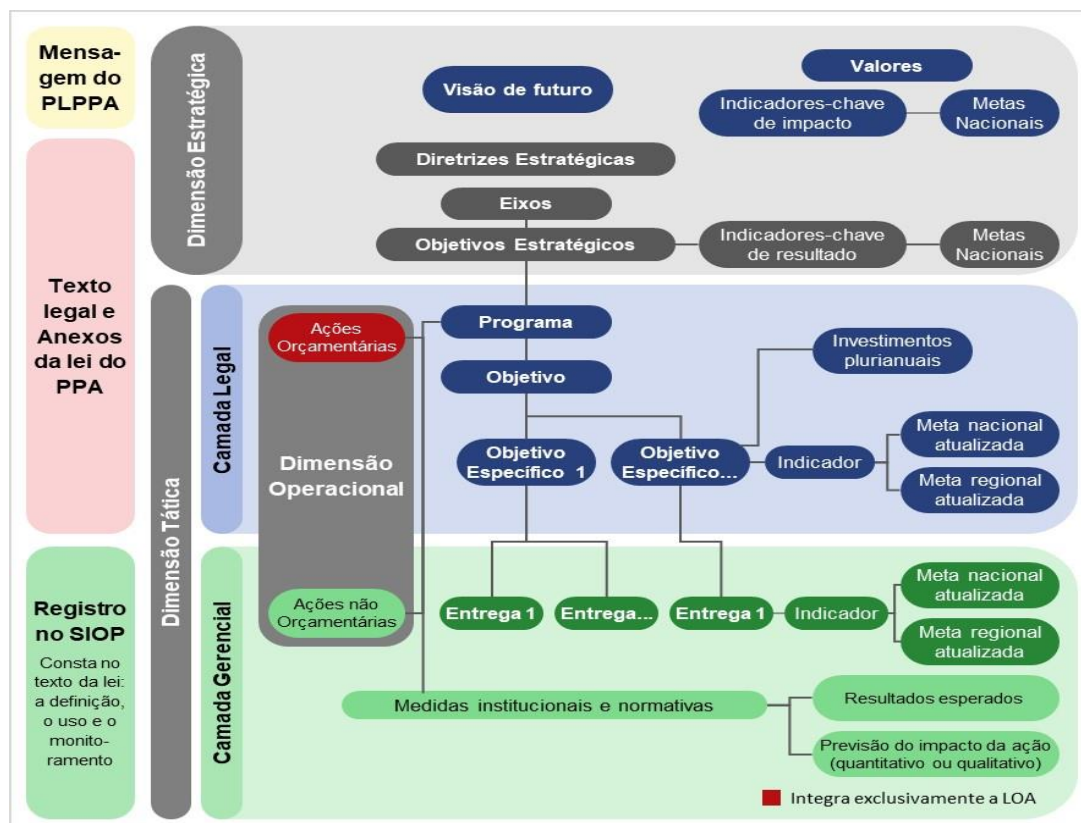 Mensa-
gem do
PLPPA
Texto
legal e
Anexos
da lei do
PPA
Registro
no SIOP
Consta no
texto da lei:
a definição,
o uso e o
monito-
ramento
Dimensão Estratégica
Visão de futuro
Valores
Indicadores-chave
de impacto
Metas
Nacionais
Diretrizes Estratégicas
Eixos
Objetivos Estratégicos
Indicadores-chave
de resultado
Metas
Nacionais
Dimensão Tática
Camada Legal
Ações
Orçamentárias
Dimensão
Operacional
Programa
Objetivo
Investimentos
plurianuais
Objetivo
Específico 1
Objetivo
Específico...
Indicador
Meta nacional
atualizada
Meta regional
atualizada
Camada Gerencial
Ações não
Orçamentárias
Entrega 1
Entrega...
Entrega 1
Indicador
Meta nacional
atualizada
Meta regional
atualizada
Medidas institucionais e normativas
Resultados esperados
Previsão do impacto da ação
(quantitativo ou qualitativo)
Integra exclusivamente a LOA